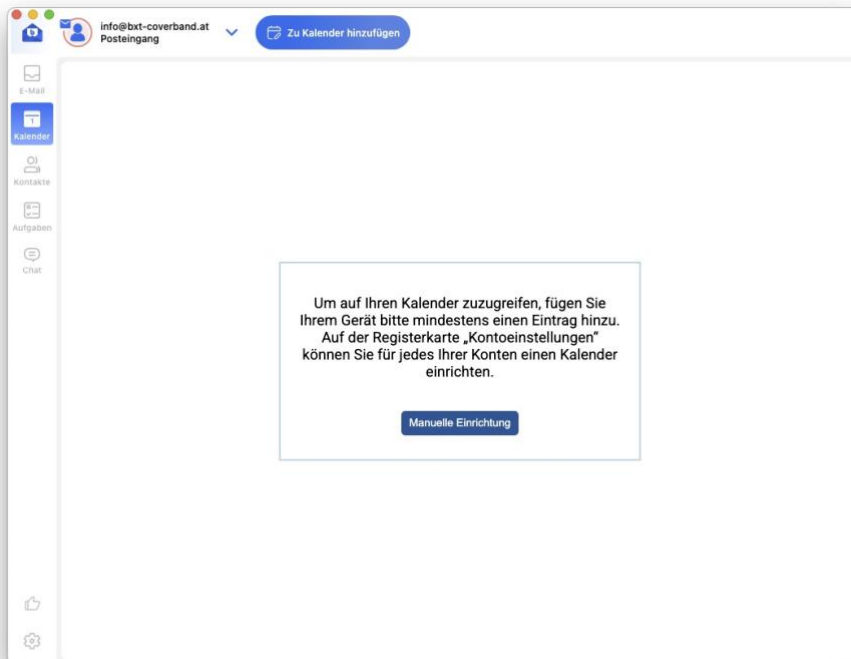 info@bxt-coverband.at
Posteingang
Zu Kalender hinzufügen
E-Mail
1
Kalender
Kontakte
Aufgaben
Chat
Um auf Ihren Kalender zuzugreifen, fügen Sie
Ihrem Gerät bitte mindestens einen Eintrag hinzu.
Auf der Registerkarte „Kontoeinstellungen“
können Sie für jedes Ihrer Konten einen Kalender
einrichten.
Manuelle Einrichtung